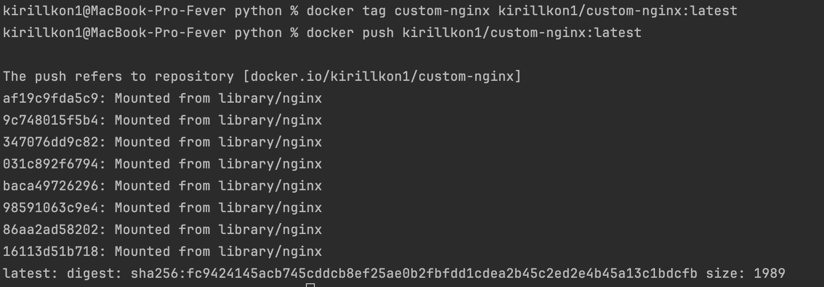 kirillkon1@MacBook-Pro-Fever python % docker tag custom-nginx kirillkon1/custom-nginx:latest
kirillkon1@MacBook-Pro-Fever python % docker push kirillkon1/custom-nginx:latest
The push refers to repository [docker.io/kirillkon1/custom-nginx]
af19c9fda5c9: Mounted from library/nginx
9c748015f5b4: Mounted from library/nginx
347076dd9c82: Mounted from library/nginx
031c892f6794: Mounted from library/nginx
baca49726296: Mounted from library/nginx
98591063c9e4: Mounted from library/nginx
86aa2ad58202: Mounted from library/nginx
16113d51b718: Mounted from library/nginx
latest: digest: sha256:fc9424145acb745cddcb8ef25ae0b2fbfdd1cdea2b45c2ed2e4b45a13c1bdcfb size: 1989